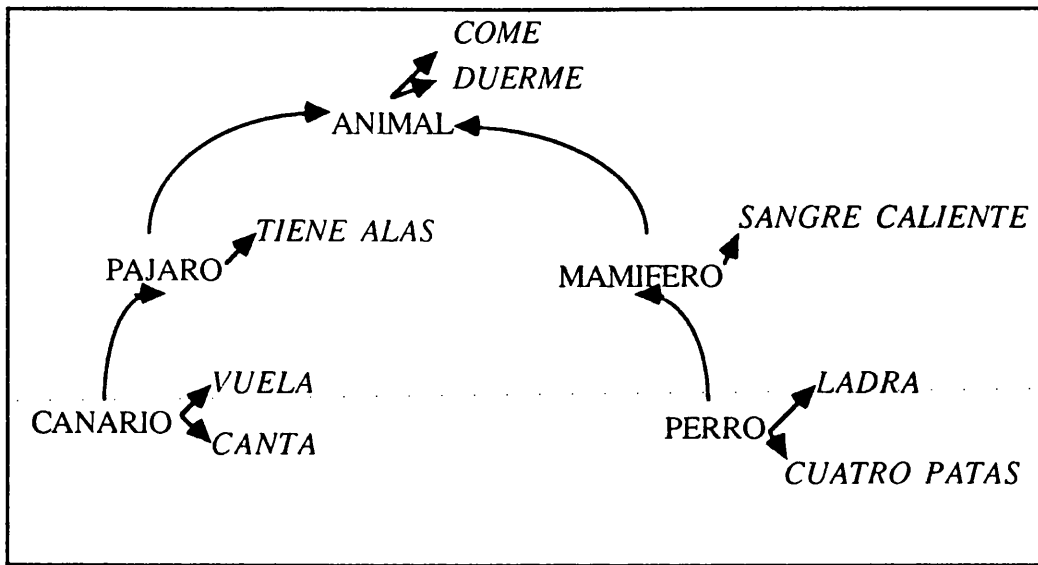 COME
DUERME
ANIMAL
TIENE ALAS
SANGRE CALIENTE
PAJARO
MAMIFERO
VUELA
LADRA
CANARIO
PERRO
CANTA
CUATRO PATAS